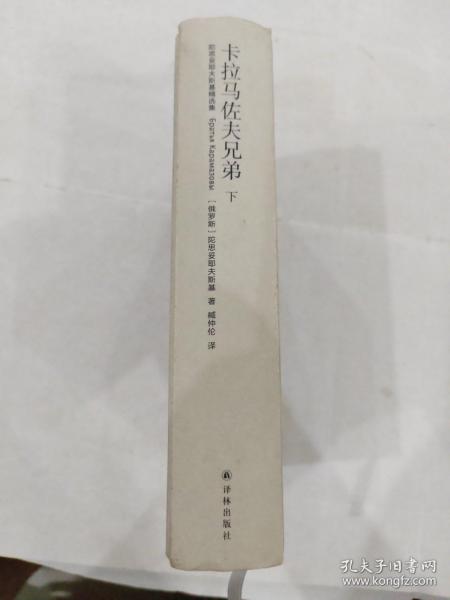 卡拉马佐夫兄弟 下
陀思妥耶夫斯基精选集 Братья Карамазовы
〔俄罗斯〕陀思妥耶夫斯基 著 臧仲伦 译
译林出版社
孔夫子旧书网
www.kongfz.com